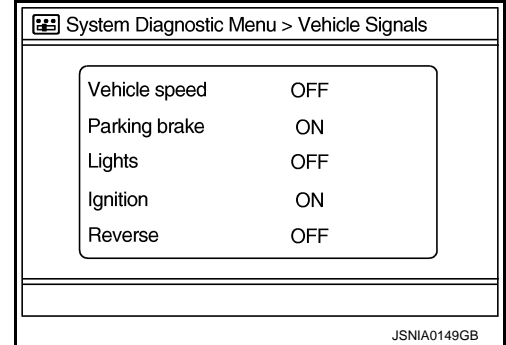 System Diagnostic Menu > Vehicle Signals
Vehicle speed OFF
Parking brake ON
Lights OFF
Ignition ON
Reverse OFF
JSNIA0149GB